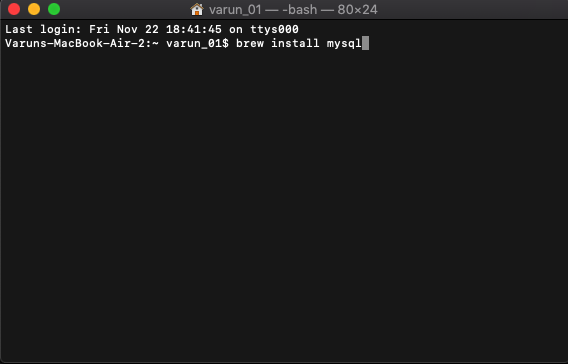 varun_01 — -bash — 80×24
Last login: Fri Nov 22 18:41:45 on ttys000
Varuns-MacBook-Air-2:~ varun_01$ brew install mysql